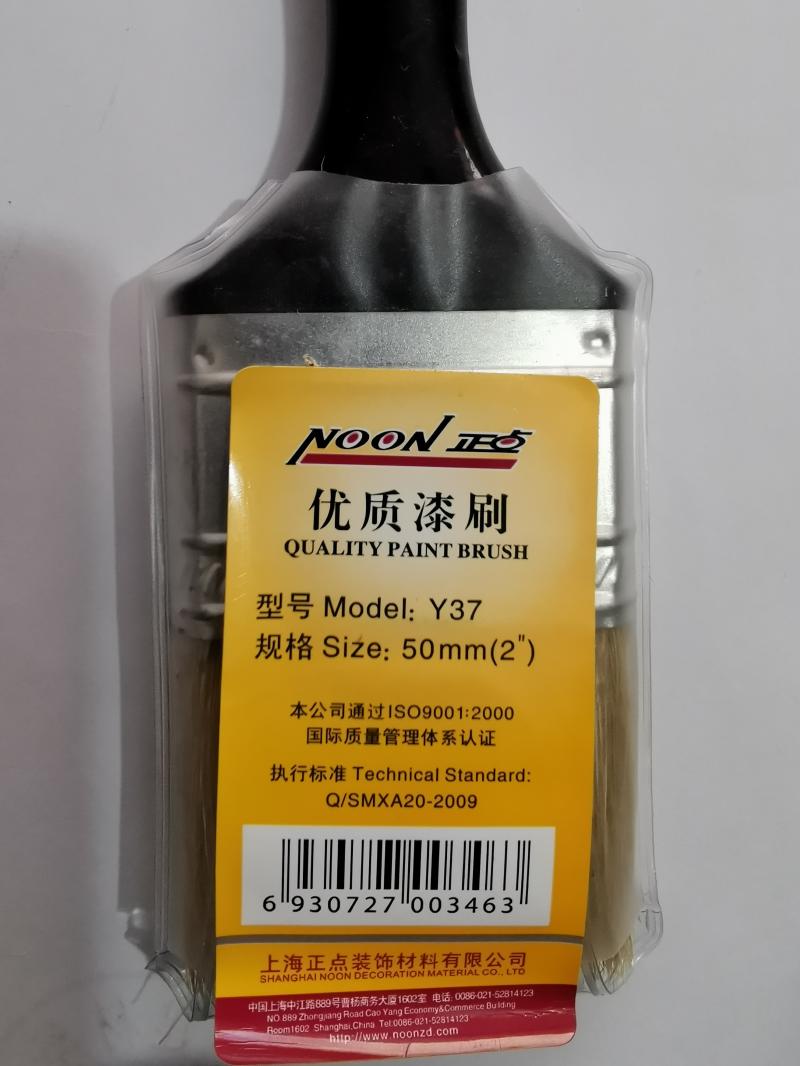 NOON 正点
优质漆刷
QUALITY PAINT BRUSH
型号 Model: Y37
规格 Size: 50mm(2")
本公司通过ISO9001:2000
国际质量管理体系认证
执行标准 Technical Standard:
Q/SMXA20-2009
6 930727 003463
上海正点装饰材料有限公司
SHANGHAI NOON DECORATION MATERIAL CO., LTD
中国上海中江路889号曹杨商务大厦1602室 电话: 0086-021-52814123
NO.889 Zhongjiang Road Cao Yang Economy&Commerce Building
Room1602 Shanghai,China Tel:0086-021-52814123
http://www.noonzd.com